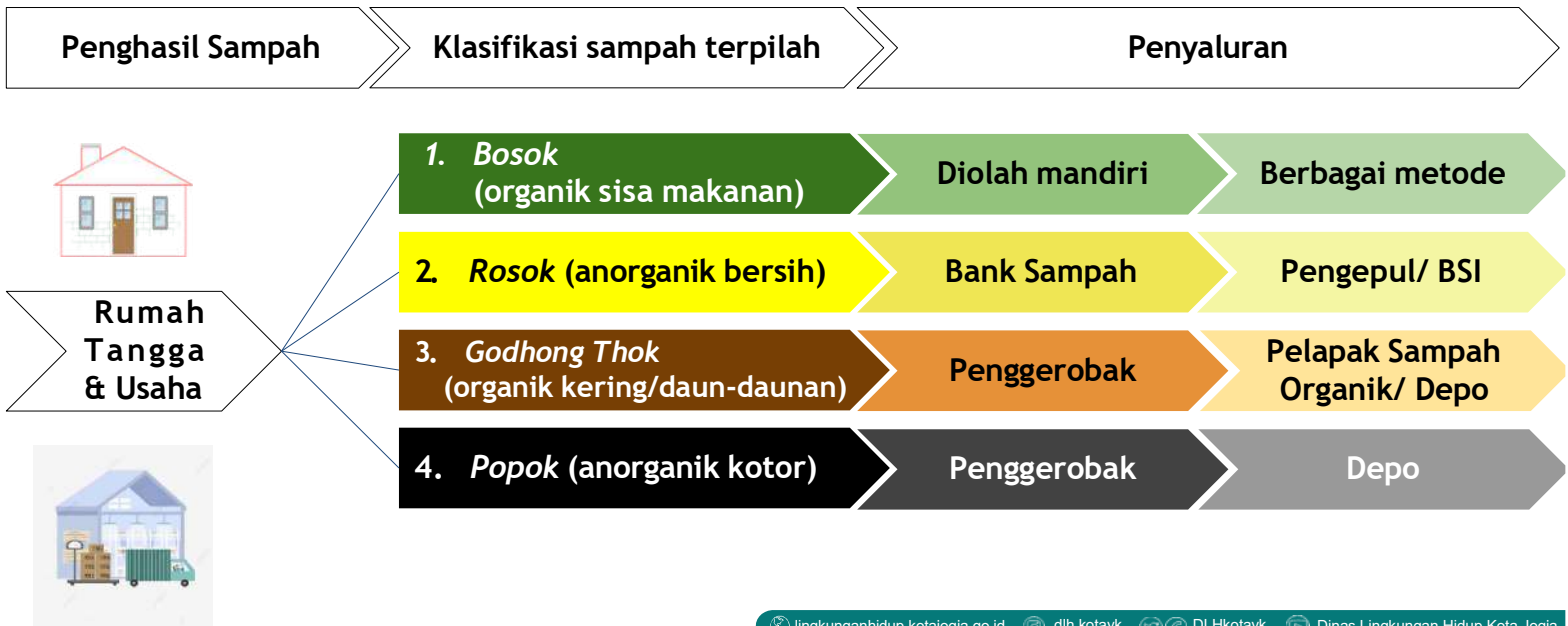 Penghasil Sampah
Klasifikasi sampah terpilah
Penyaluran
1. Bosok
(organik sisa makanan)
Diolah mandiri
Berbagai metode
2. Rosok (anorganik bersih)
Bank Sampah
Pengepul/ BSI
Rumah
Tangga
& Usaha
3. Godhong Thok
(organik kering/daun-daunan)
Penggerobak
Pelapak Sampah
Organik/ Depo
4. Popok (anorganik kotor)
Penggerobak
Depo
lingkunganhidup.kotajogja.go.id
dlh.kotayk
DLHkotayk
Dinas Lingkungan Hidup Kota Jogja